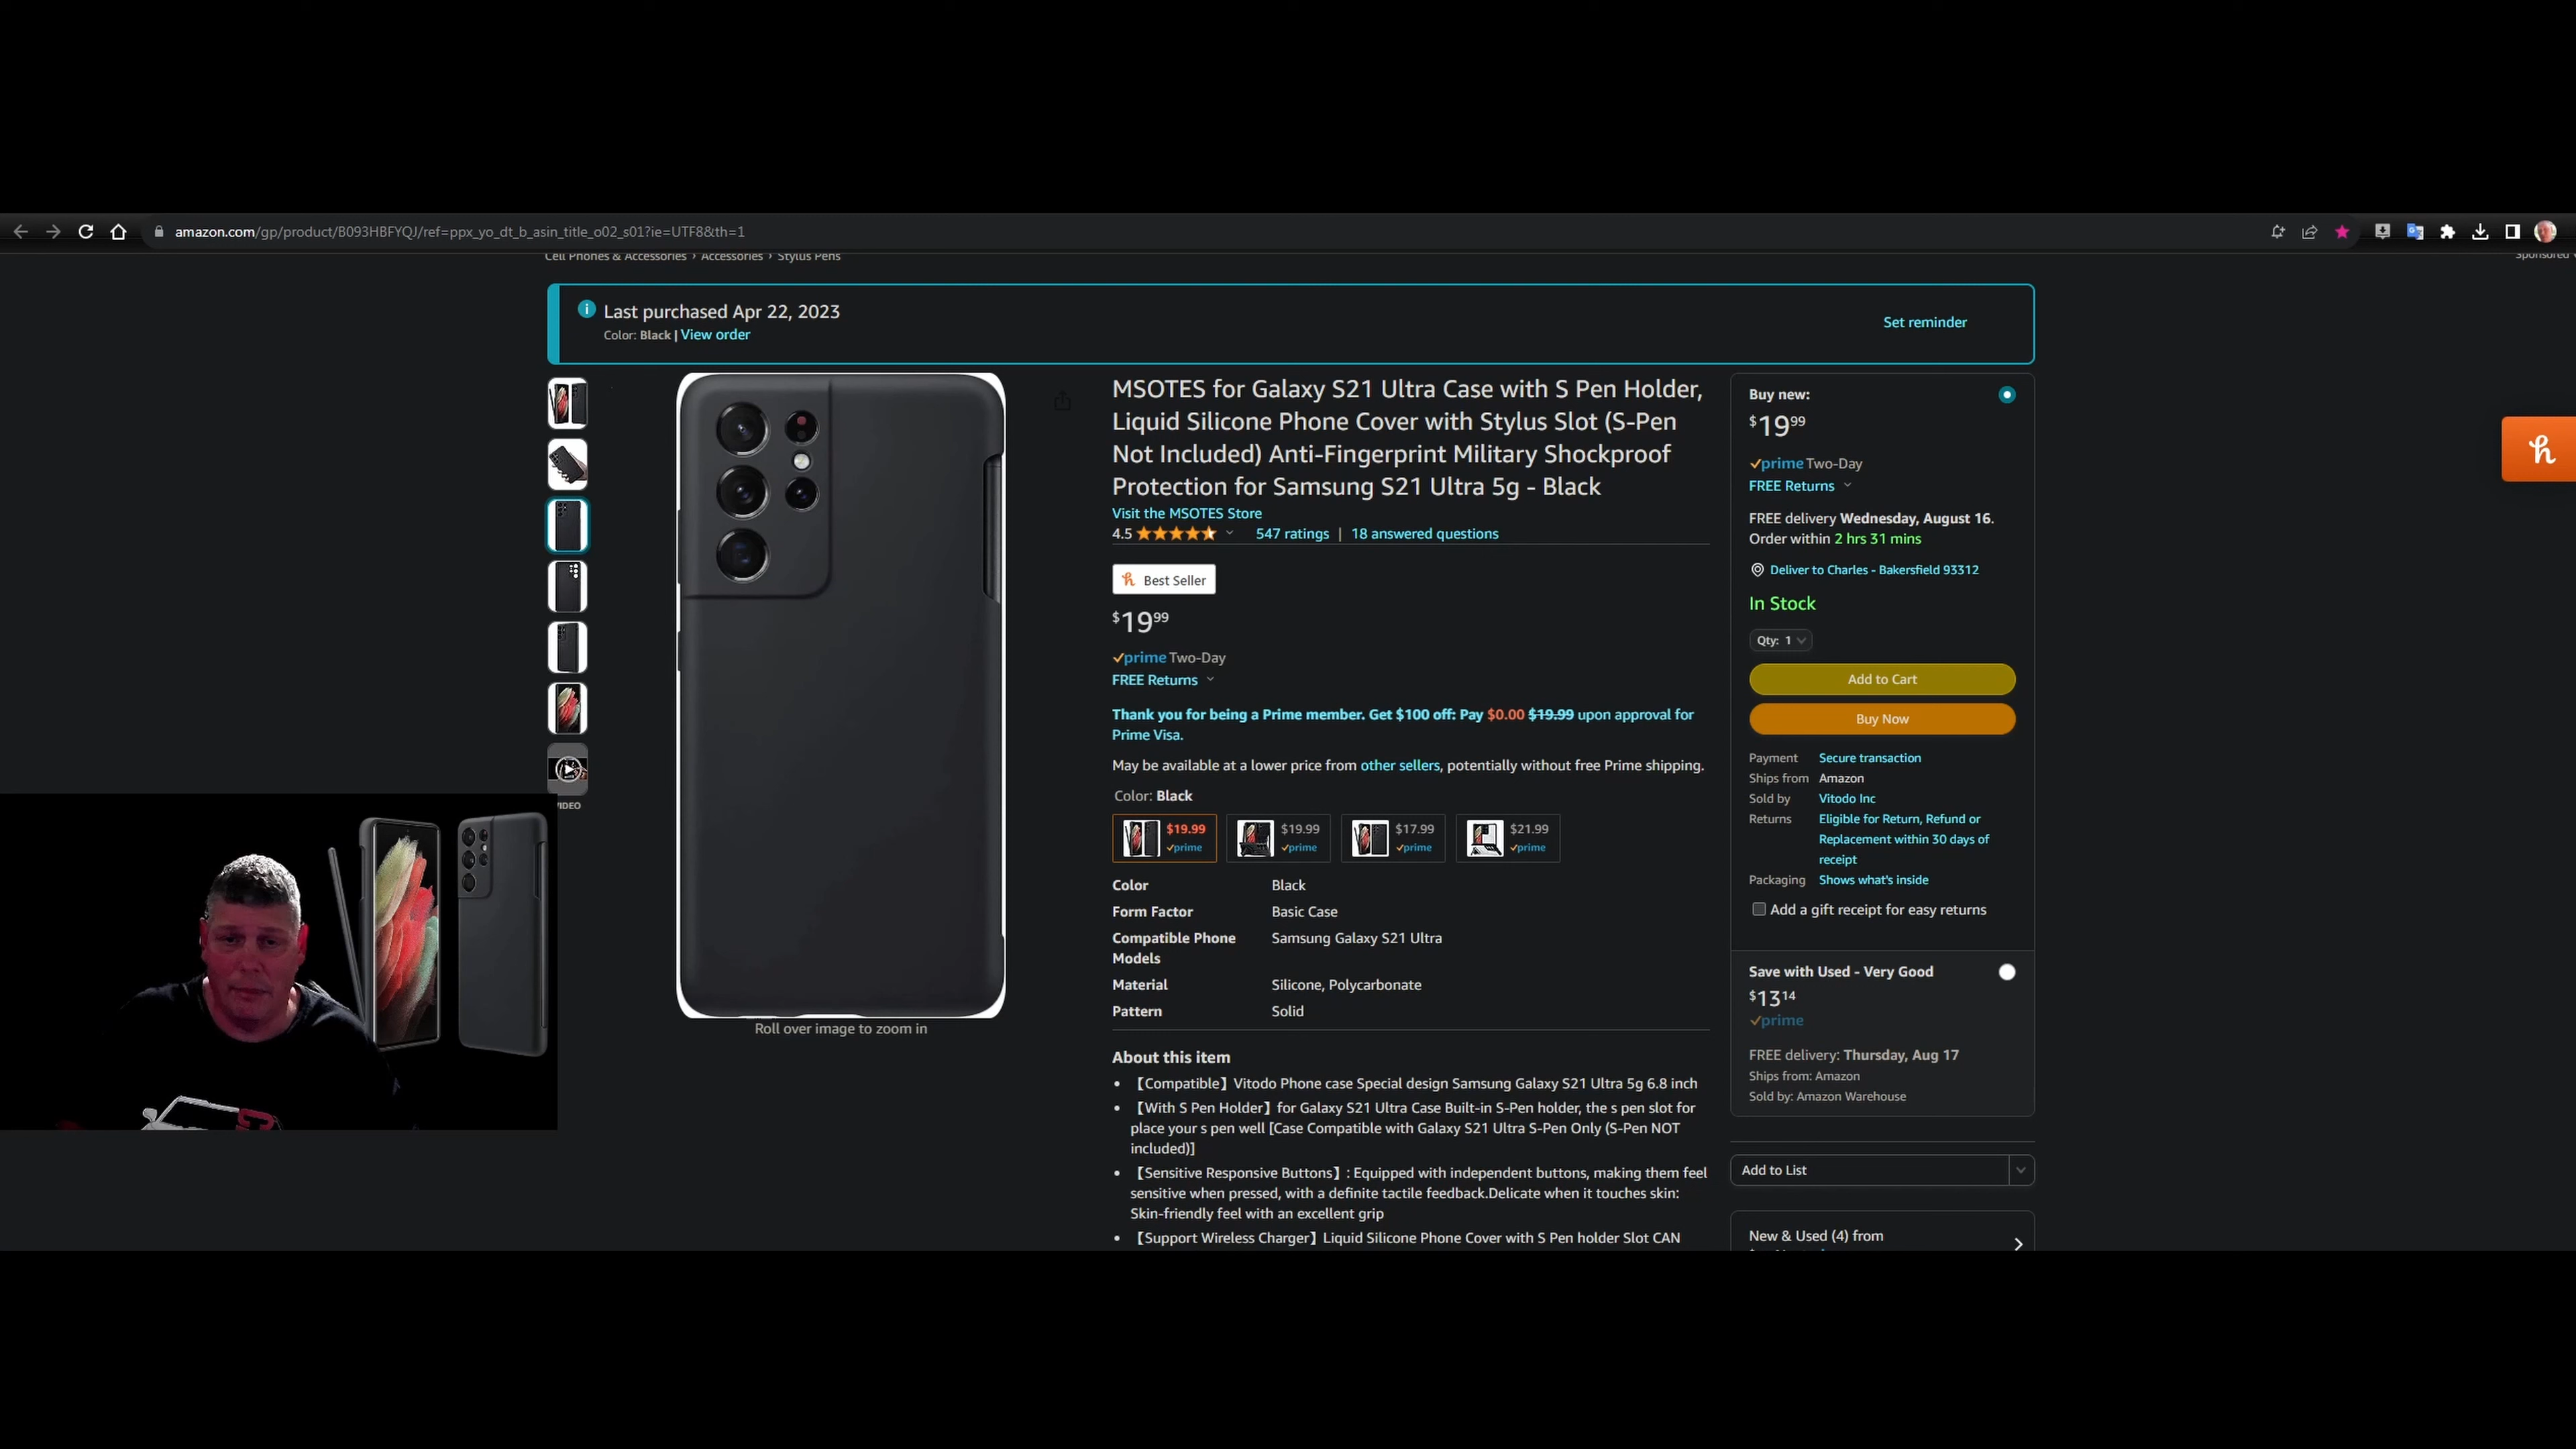 amazon.com/gp/product/B093HBFYQJ/ref=ppx_yo_dt_b_asin_title_o02_s01?ie=UTF8&th=1
Cell Phones & Accessories › Accessories › Stylus Pens
Sponsored
Last purchased Apr 22, 2023
Color: Black | View order
Set reminder
VIDEO
Roll over image to zoom in
MSOTES for Galaxy S21 Ultra Case with S Pen Holder,
Liquid Silicone Phone Cover with Stylus Slot (S-Pen
Not Included) Anti-Fingerprint Military Shockproof
Protection for Samsung S21 Ultra 5g - Black
Visit the MSOTES Store
4.5 547 ratings | 18 answered questions
Best Seller
$19 99
prime Two-Day
FREE Returns
Thank you for being a Prime member. Get $100 off: Pay $0.00 $19.99 upon approval for
Prime Visa.
May be available at a lower price from other sellers, potentially without free Prime shipping.
Color: Black
$19.99 $19.99 $17.99 $21.99
prime prime prime prime
Color Black
Form Factor Basic Case
Compatible Phone Samsung Galaxy S21 Ultra
Models
Material Silicone, Polycarbonate
Pattern Solid
About this item
• 【Compatible】Vitodo Phone case Special design Samsung Galaxy S21 Ultra 5g 6.8 inch
• 【With S Pen Holder】for Galaxy S21 Ultra Case Built-in S-Pen holder, the s pen slot for
place your s pen well [Case Compatible with Galaxy S21 Ultra S-Pen Only (S-Pen NOT
included)]
• 【Sensitive Responsive Buttons】: Equipped with independent buttons, making them feel
sensitive when pressed, with a definite tactile feedback.Delicate when it touches skin:
Skin-friendly feel with an excellent grip
• 【Support Wireless Charger】Liquid Silicone Phone Cover with S Pen holder Slot CAN
Buy new:
$19 99
prime Two-Day
FREE Returns
FREE delivery Wednesday, August 16.
Order within 2 hrs 31 mins
Deliver to Charles - Bakersfield 93312
In Stock
Qty: 1
Add to Cart
Buy Now
Payment Secure transaction
Ships from Amazon
Sold by Vitodo Inc
Returns Eligible for Return, Refund or
Replacement within 30 days of
receipt
Packaging Shows what's inside
Add a gift receipt for easy returns
Save with Used - Very Good
$13 14
prime
FREE delivery: Thursday, Aug 17
Ships from: Amazon
Sold by: Amazon Warehouse
Add to List
New & Used (4) from